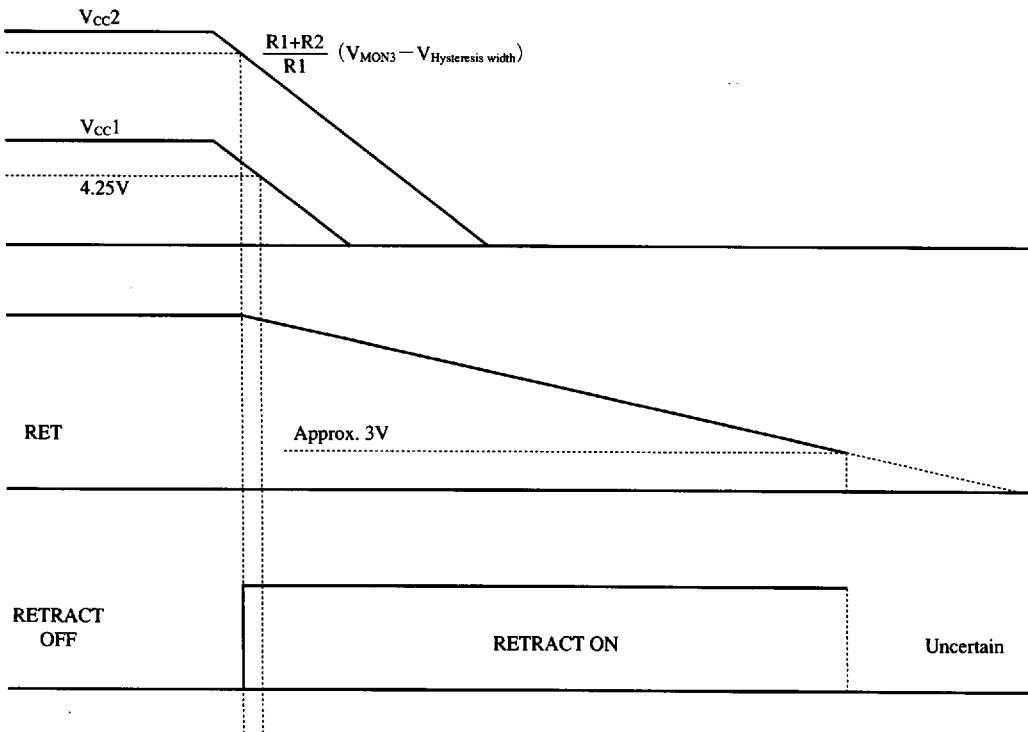 VCC2
R1+R2
R1
(VMON3－VHysteresis width)
VCC1
4.25V
RET
Approx. 3V
RETRACT
OFF
RETRACT ON
Uncertain